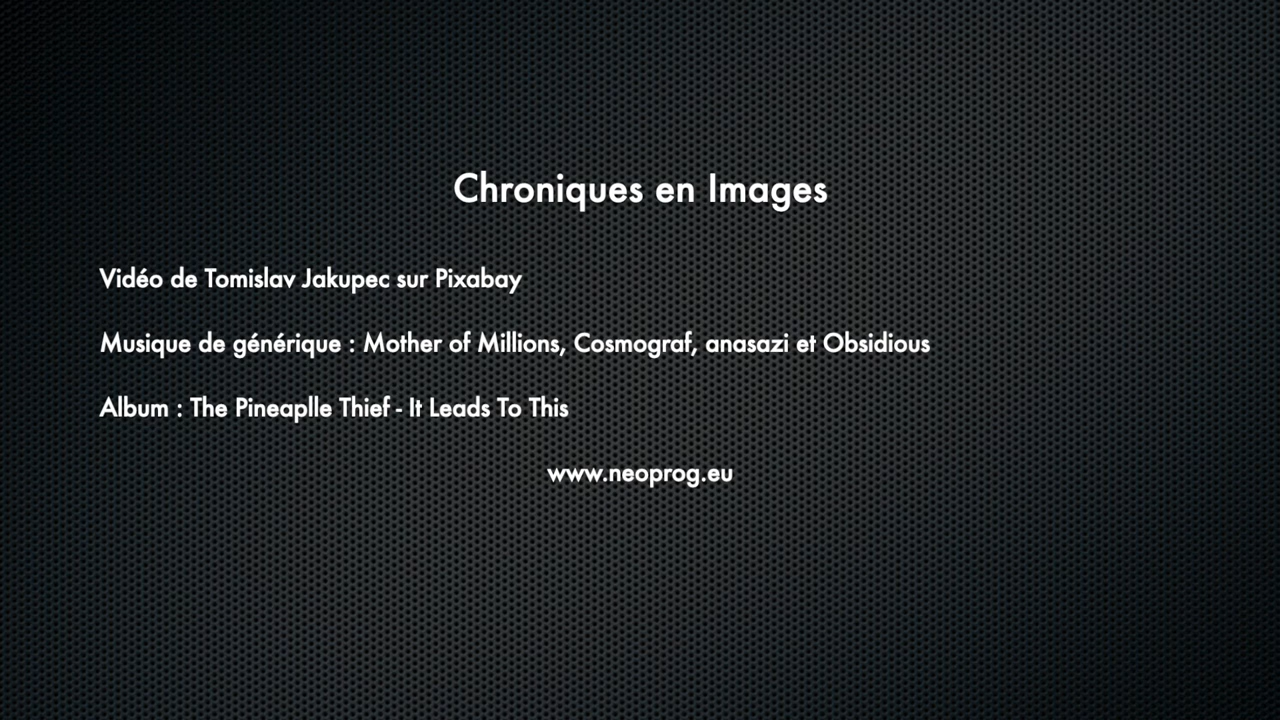 Chroniques en Images
Vidéo de Tomislav Jakupec sur Pixabay
Musique de générique : Mother of Millions, Cosmograf, anasazi et Obsidious
Album : The Pineaplle Thief - It Leads To This
www.neoprog.eu